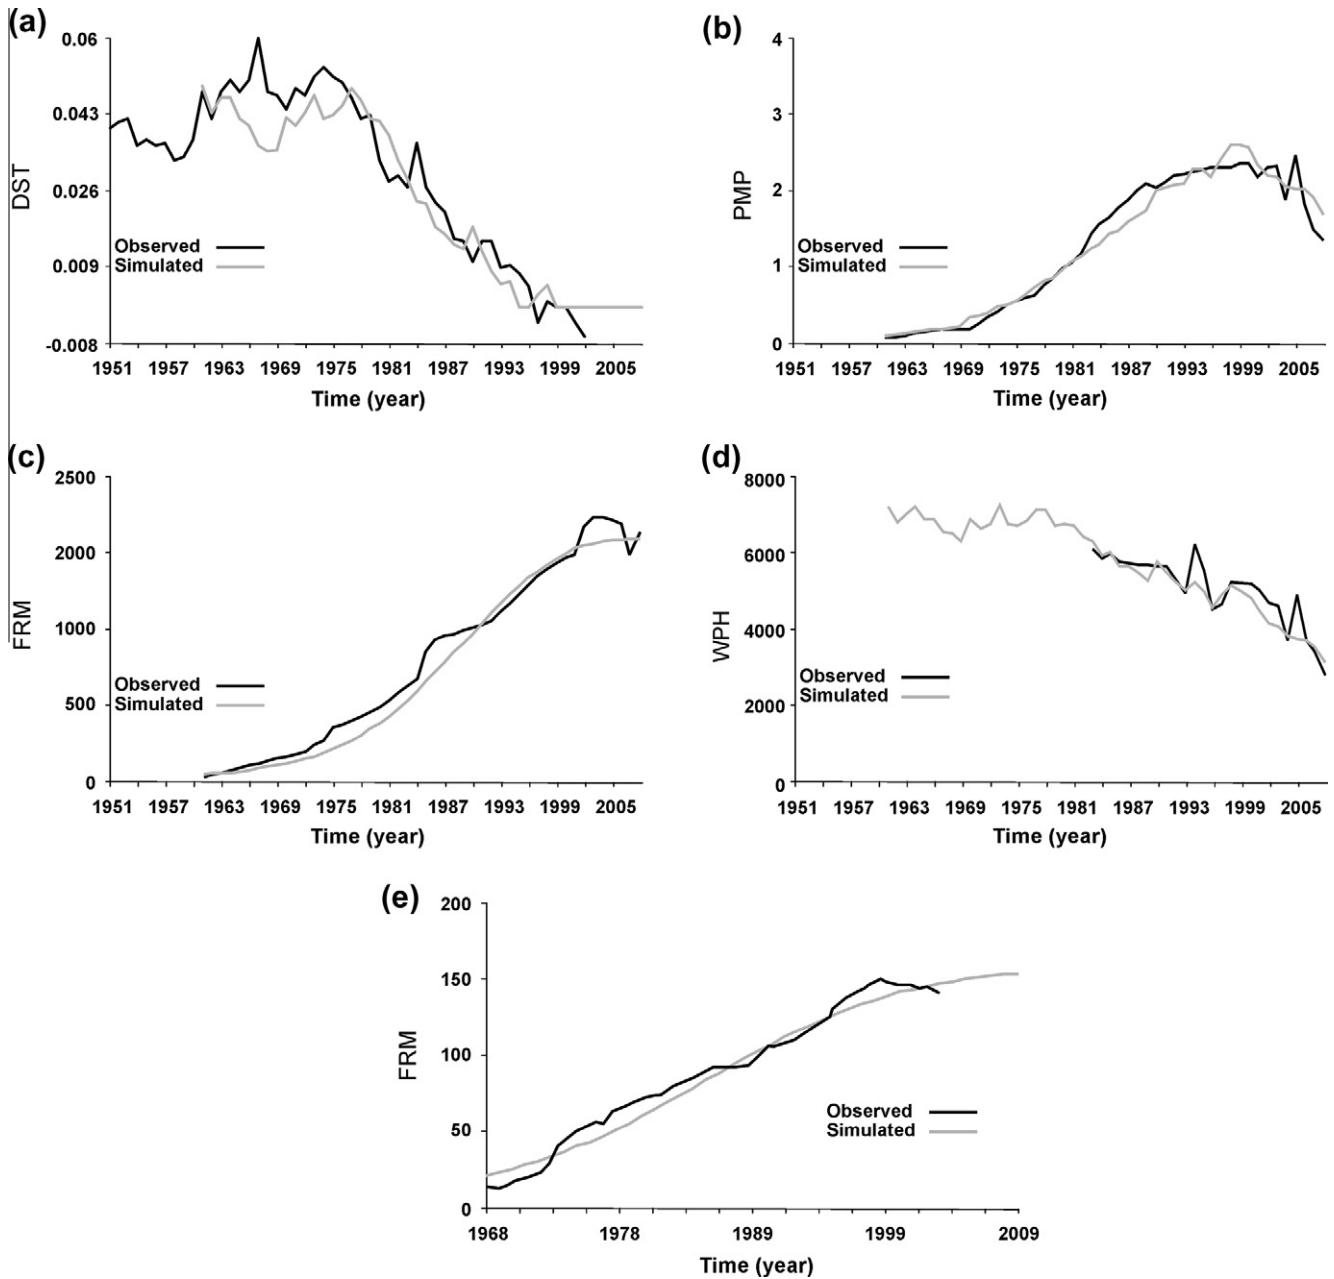 (a)
0.06
0.043
0.026
0.009
-0.008
DST
Observed
Simulated
1951 1957 1963 1969 1975 1981 1987 1993 1999 2005
Time (year)
(b)
4
3
2
1
0
PMP
Observed
Simulated
1951 1957 1963 1969 1975 1981 1987 1993 1999 2005
Time (year)
(c)
2500
2000
1000
500
0
FRM
Observed
Simulated
1951 1957 1963 1969 1975 1981 1987 1993 1999 2005
Time (year)
(d)
8000
6000
4000
2000
0
WPH
Observed
Simulated
1951 1957 1963 1969 1975 1981 1987 1993 1999 2005
Time (year)
(e)
200
150
100
50
0
FRM
Observed
Simulated
1968 1978 1989 1999 2009
Time (year)